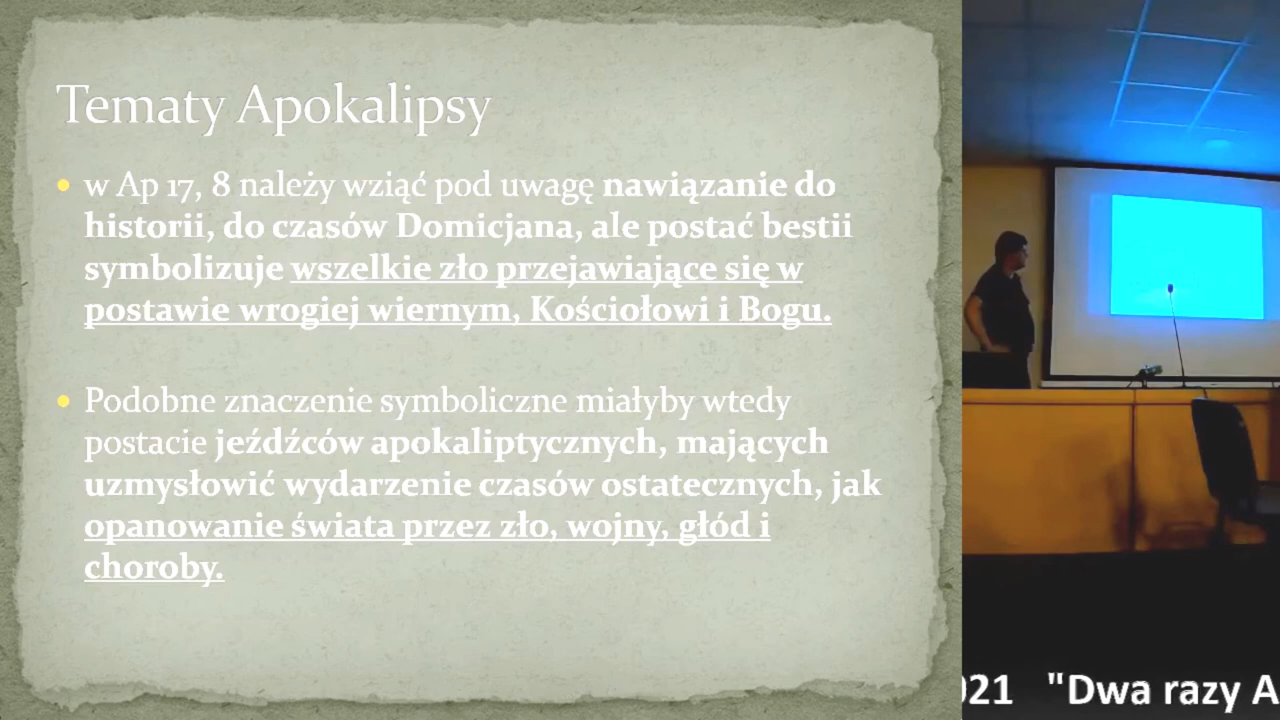 Tematy Apokalipsy
• w Ap 17, 8 należy wziąć pod uwagę nawiązanie do
historii, do czasów Domicjana, ale postać bestii
symbolizuje wszelkie zło przejawiające się w
postawie wrogiej wiernym, Kościołowi i Bogu.
• Podobne znaczenie symboliczne miałyby wtedy
postacie jeźdźców apokaliptycznych, mających
uzmysłowić wydarzenie czasów ostatecznych, jak
opanowanie świata przez zło, wojny, głód i
choroby.
021 "Dwa razy A